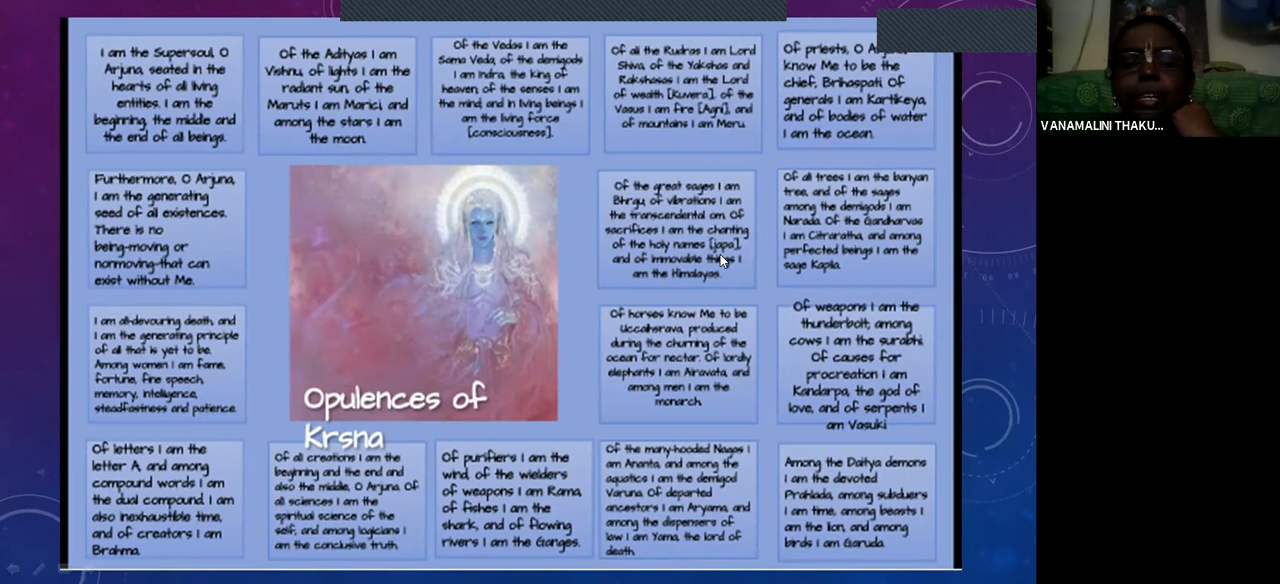 I am the Supersoul, O
Arjuna, seated in the
hearts of all living
entities. I am the
beginning, the middle and
the end of all beings.
Of the Adityas I am
Vishnu, of lights I am the
radiant sun, of the
Maruts I am Marici, and
among the stars I am
the moon.
Of the Vedas I am the
Sama Veda, of the demigods
I am Indra, the king of
heaven, of the senses I am
the mind, and in living beings I
am the living force
[consciousness].
Of all the Rudras I am Lord
Shiva, of the Yakshas and
Rakshasas I am the Lord
of wealth [Kuvera], of the
Vasus I am fire [Agni], and
of mountains I am Meru.
Of priests, O
know Me to be the
chief, Brihaspati. Of
generals I am Kartikeya,
and of bodies of water
I am the ocean.
Furthermore, O Arjuna,
I am the generating
seed of all existences.
There is no
being-moving or
nonmoving-that can
exist without Me.
Of the great sages I am
Bhrgu, of vibrations I am
the transcendental om. Of
sacrifices I am the chanting
of the holy names [japa],
and of immovable things I
am the Himalayas.
Of all trees I am the banyan
tree, and of the sages
among the demigods I am
Narada. Of the Gandharvas
I am Citraratha, and among
perfected beings I am the
sage Kapila.
I am all-devouring death, and
I am the generating principle
of all that is yet to be.
Among women I am fame,
fortune, fine speech,
memory, intelligence,
steadfastness and patience.
Opulences of
Krsna
Of horses know Me to be
Uccaihsrava, produced
during the churning of the
ocean for nectar. Of lordly
elephants I am Airavata, and
among men I am the
monarch.
Of weapons I am the
thunderbolt, among
cows I am the surabhi.
Of causes for
procreation I am
Kandarpa, the god of
love, and of serpents I
am Vasuki
Of letters I am the
letter A, and among
compound words I am
the dual compound. I am
also inexhaustible time,
and of creators I am
Brahma.
Of all creations I am the
beginning and the end and
also the middle, O Arjuna. Of
all sciences I am the
spiritual science of the
self, and among logicians I
am the conclusive truth.
Of purifiers I am the
wind, of the wielders
of weapons I am Rama,
of fishes I am the
shark, and of flowing
rivers I am the Ganges.
Of the many-hooded Nagas I
am Ananta, and among the
aquatics I am the demigod
Varuna. Of departed
ancestors I am Aryama, and
among the dispensers of
law I am Yama, the lord of
death.
Among the Daitya demons
I am the devoted
Prahlada, among subduers
I am time, among beasts I
am the lion, and among
birds I am Garuda.
VANAMALINI THAKU...